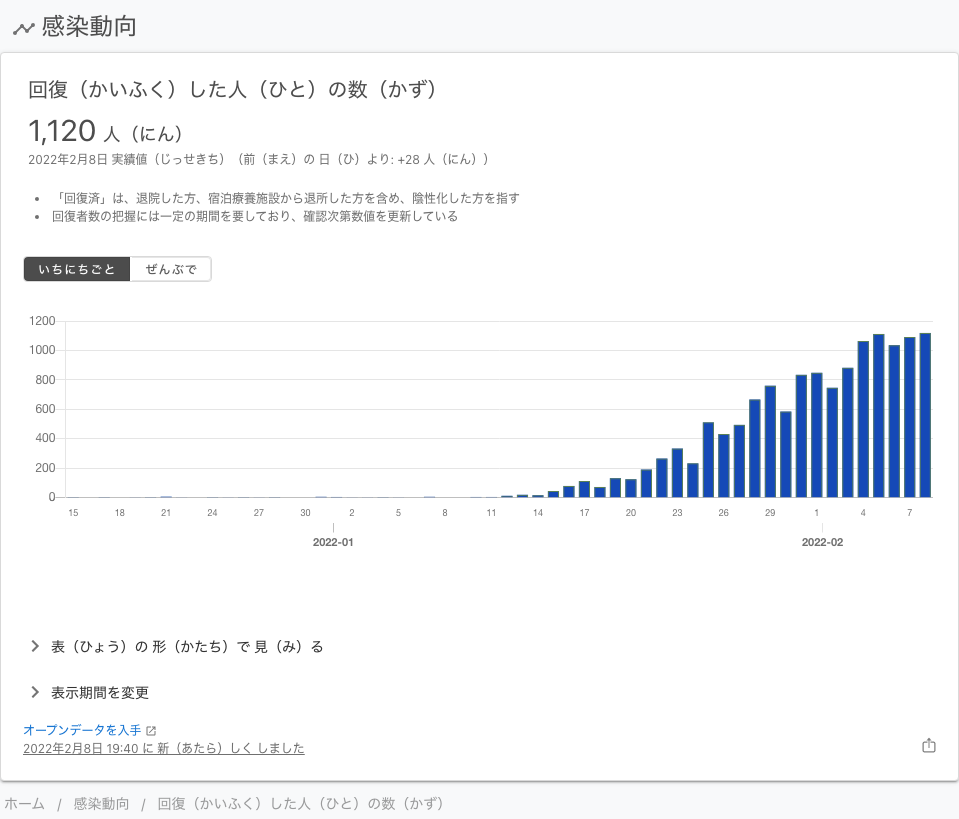 感染動向
回復（かいふく）した人（ひと）の数（かず）
1,120 人（にん）
2022年2月8日 実績値（じっせきち）（前（まえ）の 日（ひ）より: +28 人（にん））
「回復済」は、退院した方、宿泊療養施設から退所した方を含め、陰性化した方を指す
回復者数の把握には一定の期間を要しており、確認次第数値を更新している
いちにちごと ぜんぶで
1200
1000
800
600
400
200
0
15 18 21 24 27 30 2 5 8 11 14 17 20 23 26 29 1 4 7
2022-01 2022-02
表（ひょう）の 形（かたち）で 見（み）る
表示期間を変更
オープンデータを入手
2022年2月8日 19:40 に 新（あたら）しく しました
ホーム / 感染動向 / 回復（かいふく）した人（ひと）の数（かず）